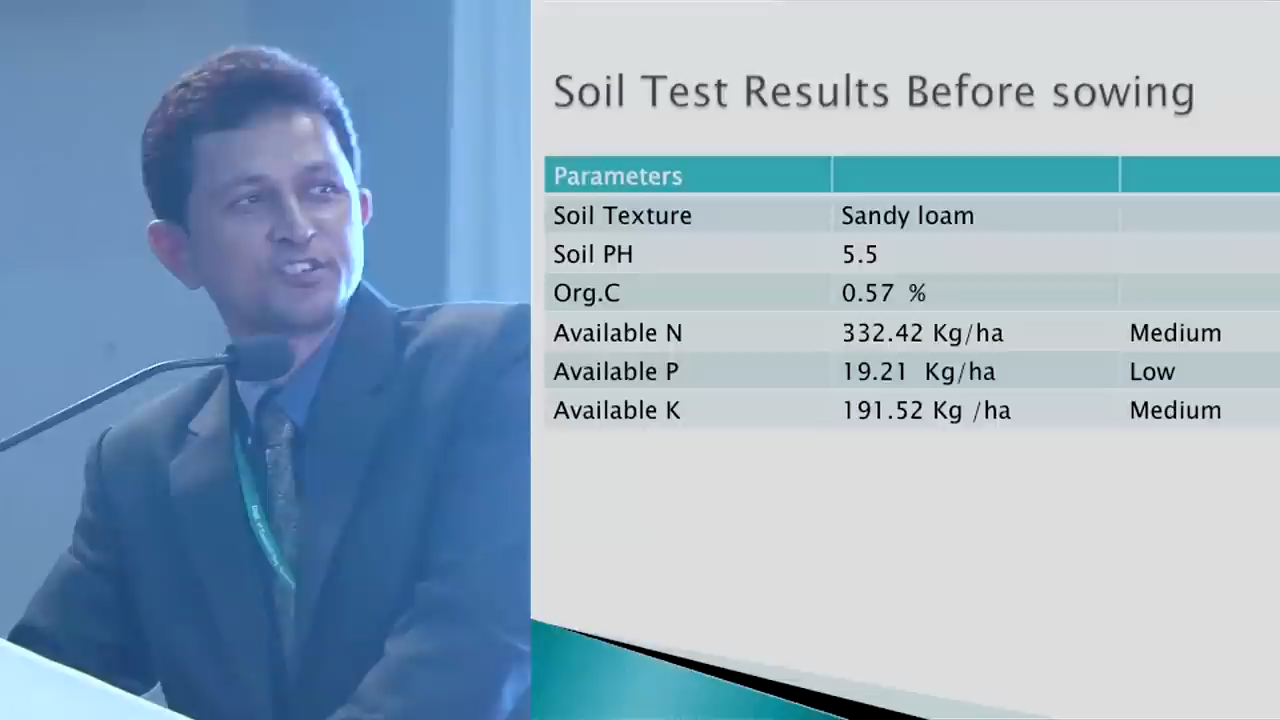 Soil Test Results Before sowing
Parameters
Soil Texture Sandy loam
Soil PH 5.5
Org.C 0.57 %
Available N 332.42 Kg/ha Medium
Available P 19.21 Kg/ha Low
Available K 191.52 Kg /ha Medium